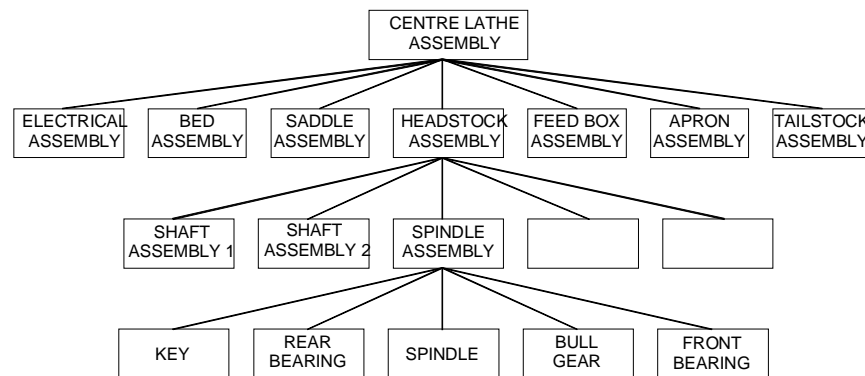 CENTRE LATHE
ASSEMBLY
ELECTRICAL
ASSEMBLY
BED
ASSEMBLY
SADDLE
ASSEMBLY
HEADSTOCK
ASSEMBLY
FEED BOX
ASSEMBLY
APRON
ASSEMBLY
TAILSTOCK
ASSEMBLY
SHAFT
ASSEMBLY 1
SHAFT
ASSEMBLY 2
SPINDLE
ASSEMBLY
KEY
REAR
BEARING
SPINDLE
BULL
GEAR
FRONT
BEARING